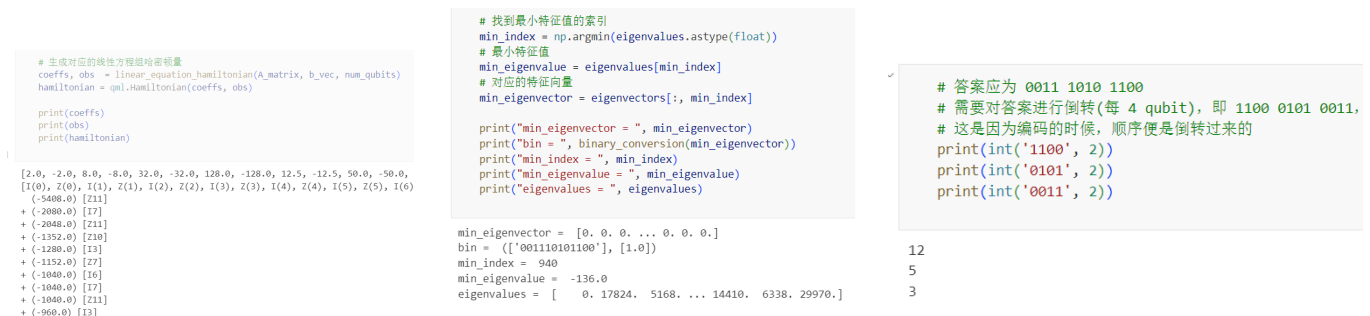 # 生成对应的线性方程组哈密顿量
coeffs, obs  = linear_equation_hamiltonian(A_matrix, b_vec, num_qubits)
hamiltonian = qml.Hamiltonian(coeffs, obs)
print(coeffs)
print(obs)
print(hamiltonian)
[2.0, -2.0, 8.0, -8.0, 32.0, -32.0, 128.0, -128.0, 12.5, -12.5, 50.0, -50.0,
[I(0), Z(0), I(1), Z(1), I(2), Z(2), I(3), Z(3), I(4), Z(4), I(5), Z(5), I(6)
(-5408.0) [Z11]
+ (-2080.0) [I7]
+ (-2048.0) [Z11]
+ (-1352.0) [Z10]
+ (-1280.0) [I3]
+ (-1152.0) [Z7]
+ (-1040.0) [I6]
+ (-1040.0) [I7]
+ (-1040.0) [Z11]
+ (-960.0) [I3]
# 找到最小特征值的索引
min_index = np.argmin(eigenvalues.astype(float))
# 最小特征值
min_eigenvalue = eigenvalues[min_index]
# 对应的特征向量
min_eigenvector = eigenvectors[:, min_index]
print("min_eigenvector = ", min_eigenvector)
print("bin = ", binary_conversion(min_eigenvector))
print("min_index = ", min_index)
print("min_eigenvalue = ", min_eigenvalue)
print("eigenvalues = ", eigenvalues)
min_eigenvector =  [0. 0. 0. ... 0. 0. 0.]
bin =  (['001110101100'], [1.0])
min_index =  940
min_eigenvalue =  -136.0
eigenvalues =  [    0. 17824.  5168. ... 14410.  6338. 29970.]
# 答案应为 0011 1010 1100
# 需要对答案进行倒转(每 4 qubit)，即 1100 0101 0011，
# 这是因为编码的时候，顺序便是倒转过来的
print(int('1100', 2))
print(int('0101', 2))
print(int('0011', 2))
12
5
3